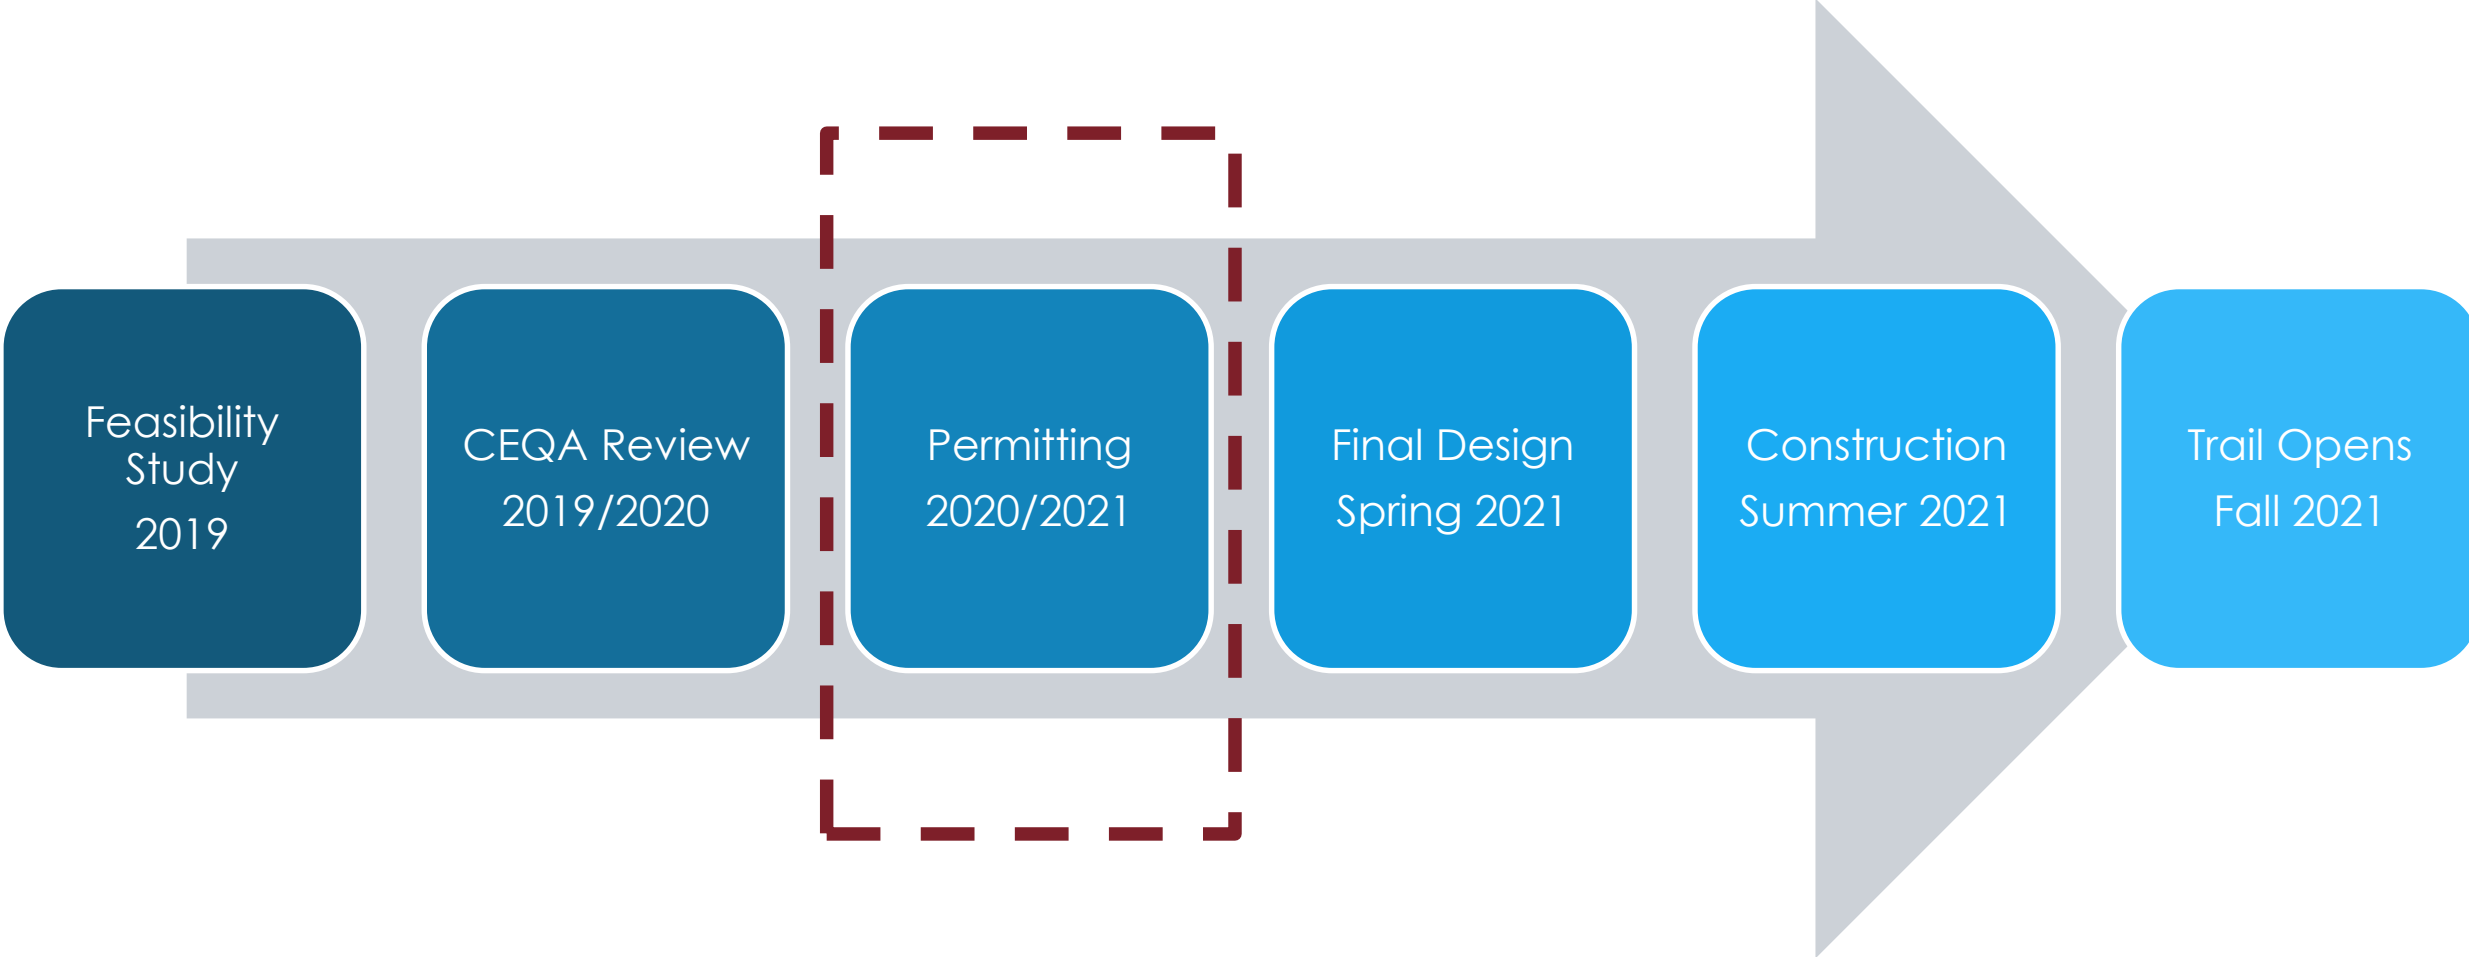 Feasibility
Study
2019
CEQA Review
2019/2020
Permitting
2020/2021
Final Design
Spring 2021
Construction
Summer 2021
Trail Opens
Fall 2021